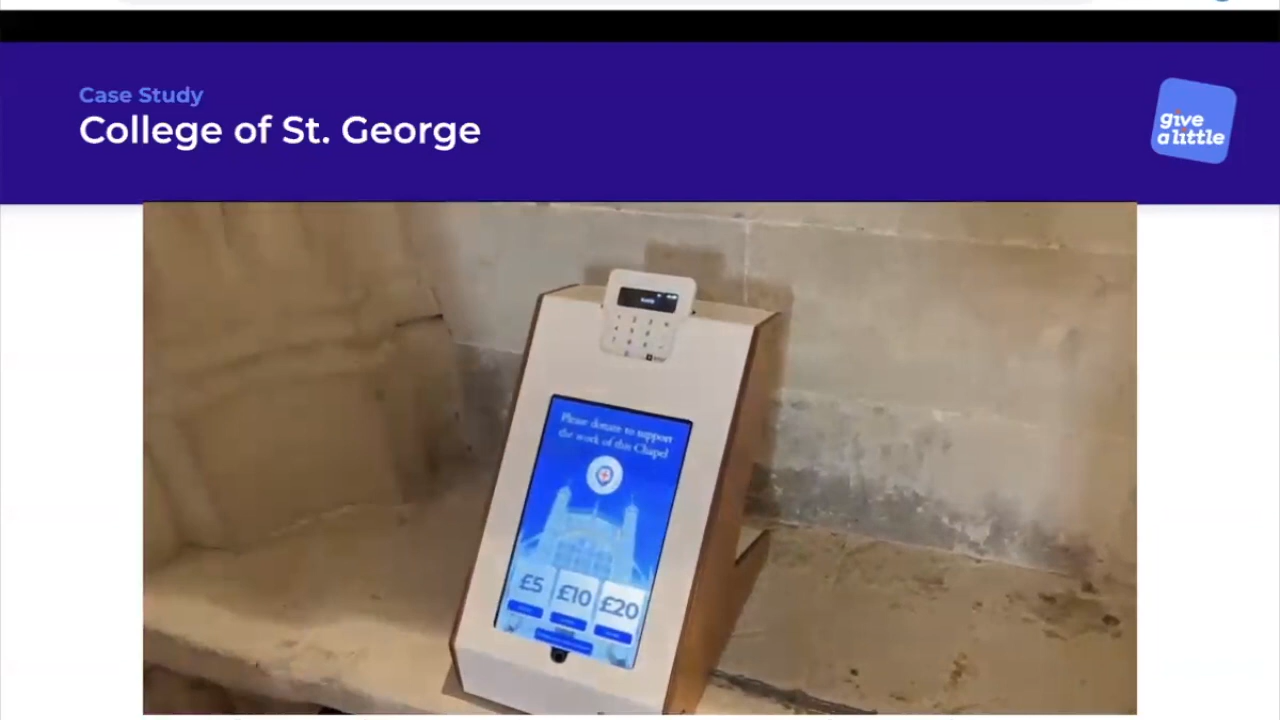 Case Study
College of St. George
give
a little
Please donate to support
the work of this Chapel
£5
£10
£20